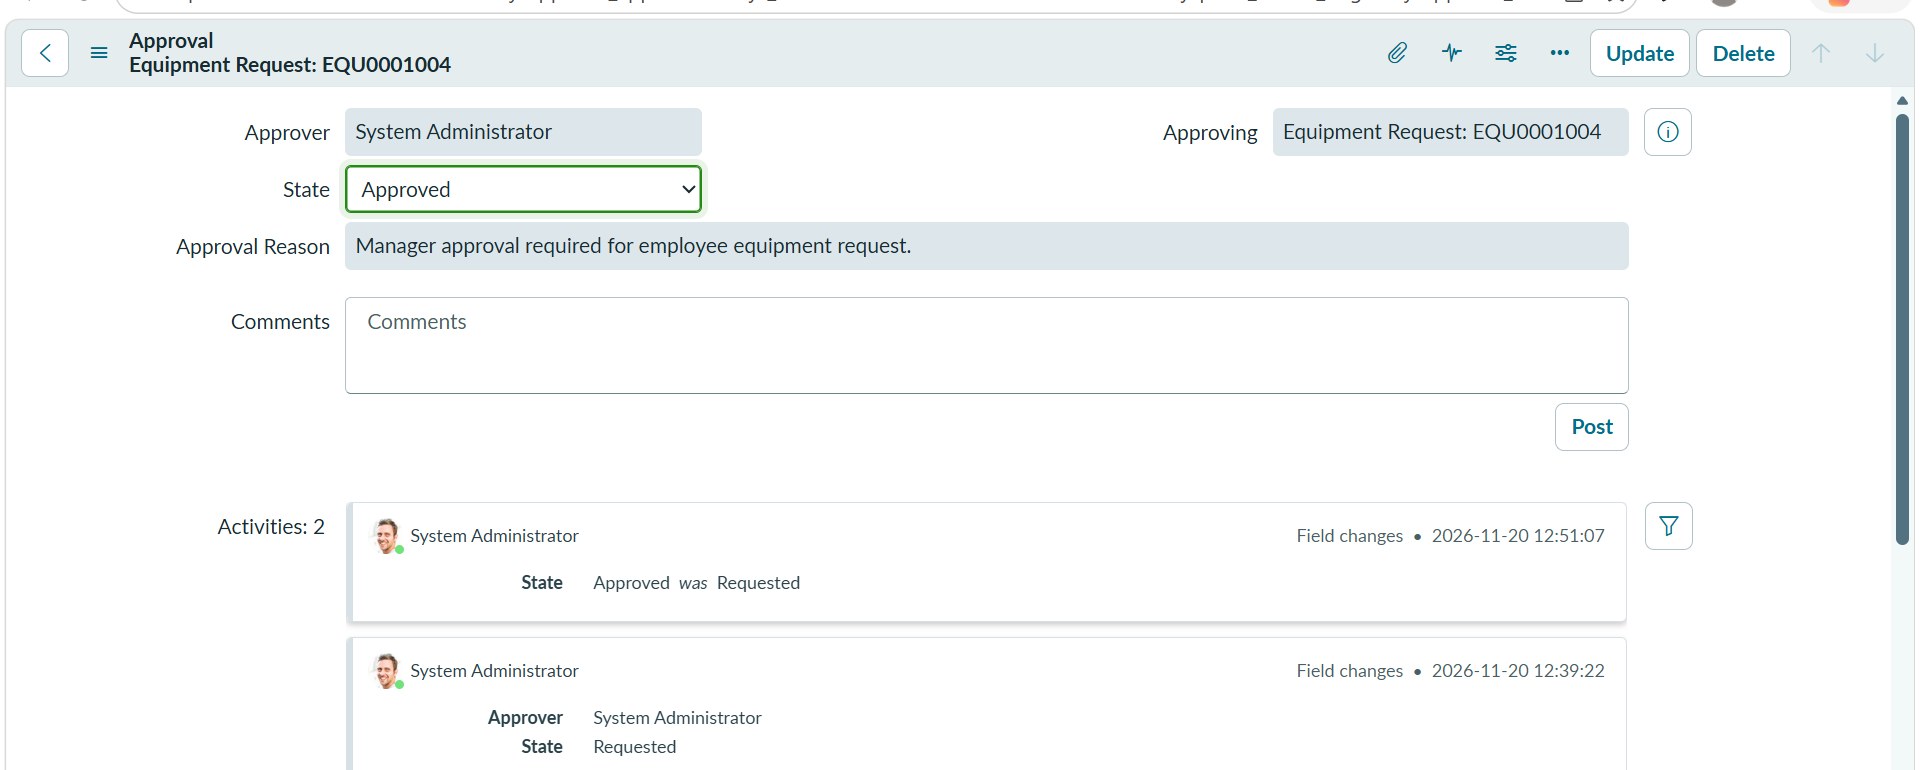 Approval
Equipment Request: EQU0001004
Update
Delete
Approver
System Administrator
Approving
Equipment Request: EQU0001004
State
Approved
Approval Reason
Manager approval required for employee equipment request.
Comments
Comments
Post
Activities: 2
System Administrator
Field changes • 2026-11-20 12:51:07
State Approved was Requested
System Administrator
Field changes • 2026-11-20 12:39:22
Approver System Administrator
State Requested